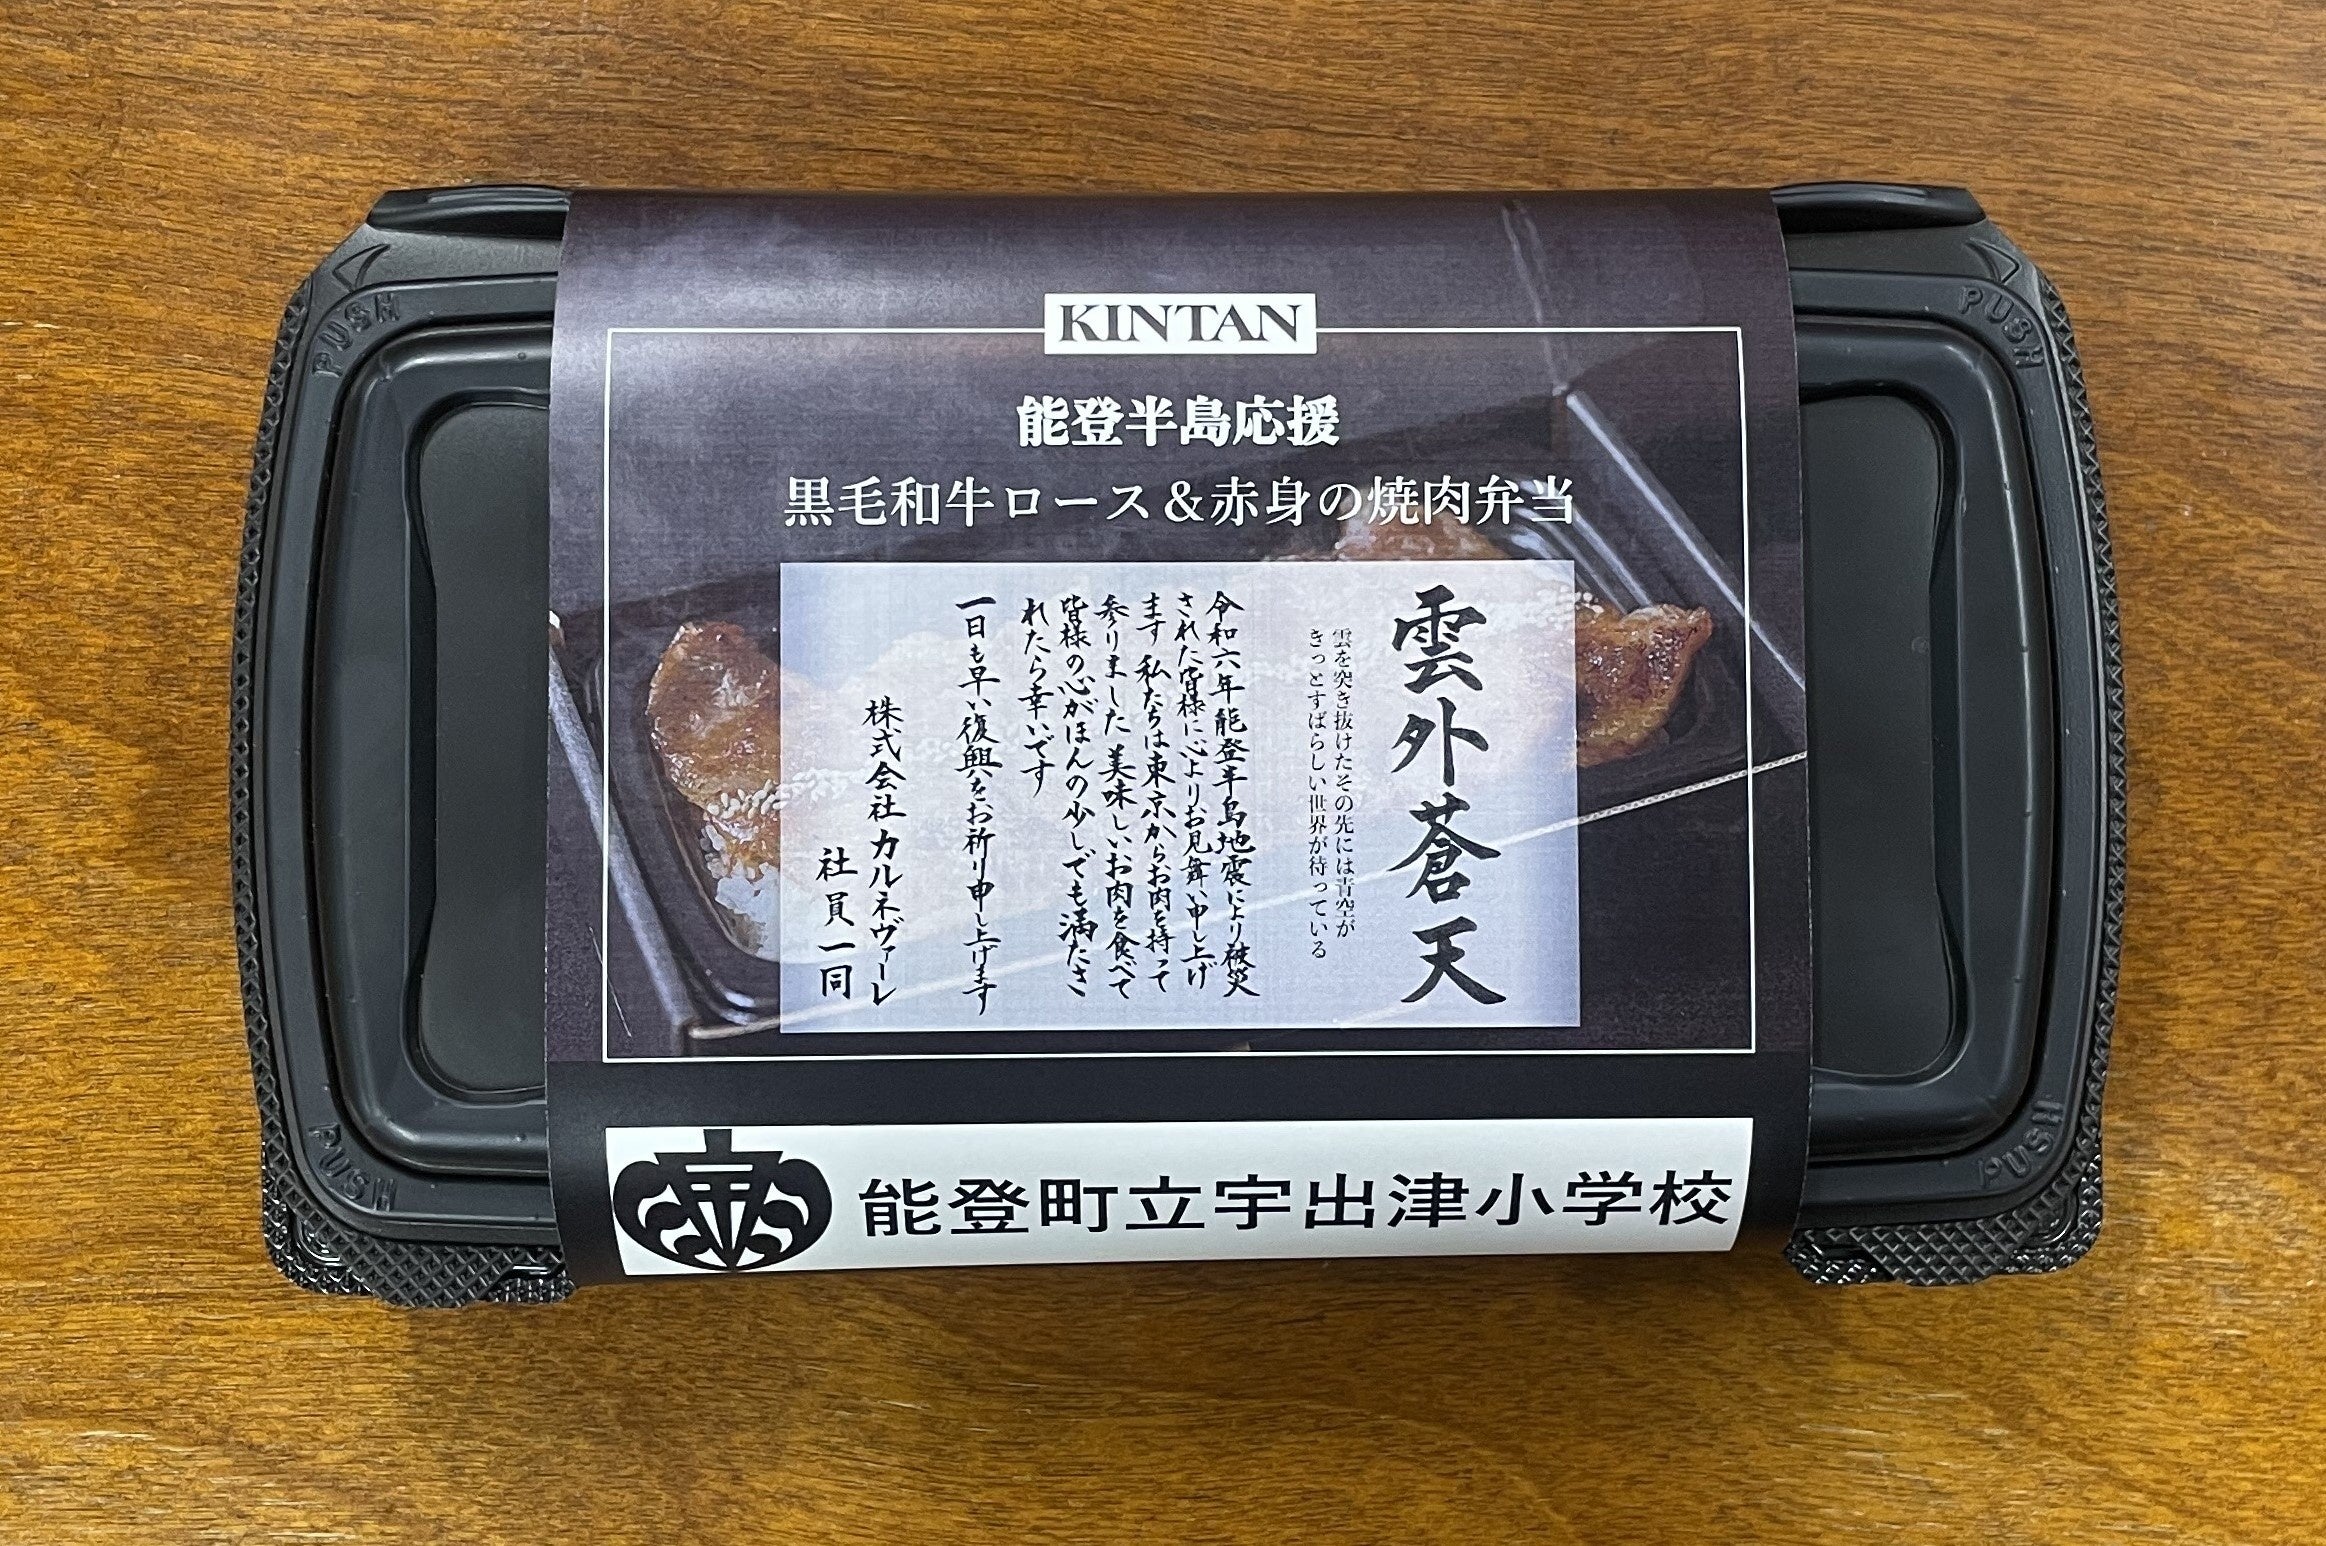 KINTAN
能登半島応援
黒毛和牛ロース&赤身の焼肉弁当
雲外蒼天
雲を突き抜けたその先には青空が
きっとすばらしい世界が待っている
令和六年能登半島地震により被災
された皆様に心よりお見舞い申し上げ
ます 私たちは東京からお肉を持って
参りました 美味しいお肉を食べて
皆様の心がほんの少しでも満たさ
れたら幸いです
一日も早い復興をお祈り申し上げます
株式会社カルネヴァーレ
社員一同
能登町立宇出津小学校
PUSH
PUSH
PUSH
PUSH